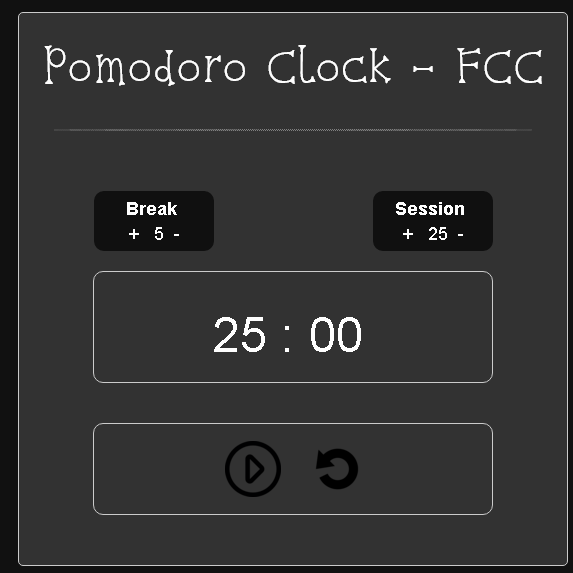 Pomodoro Clock - FCC
Break
+ 5 -
Session
+ 25 -
25 : 00